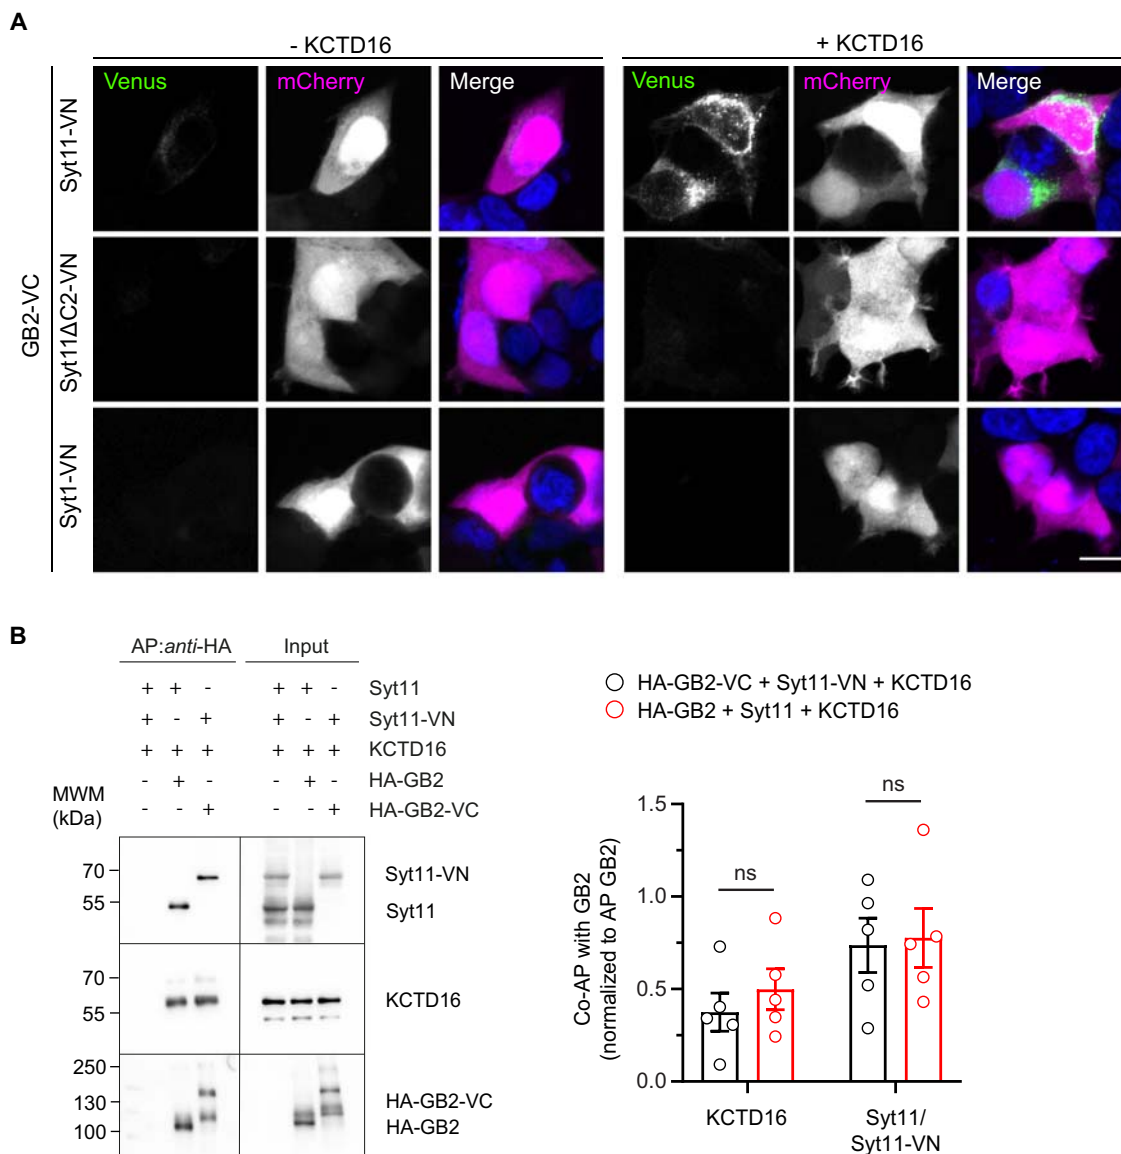 A
- KCTD16
+ KCTD16
Venus
mCherry
Merge
Venus
mCherry
Merge
GB2-VC
Syt11-VN
Syt11ΔC2-VN
Syt1-VN
B
AP:anti-HA
Input
+ + - + + - Syt11
+ - + + - + Syt11-VN
+ + + + + + KCTD16
- + - - + - HA-GB2
- - + - - + HA-GB2-VC
MWM
(kDa)
70
55
Syt11-VN
Syt11
70
55
KCTD16
250
130
100
HA-GB2-VC
HA-GB2
HA-GB2-VC + Syt11-VN + KCTD16
HA-GB2 + Syt11 + KCTD16
Co-AP with GB2
(normalized to AP GB2)
1.5
1.0
0.5
0.0
ns
ns
KCTD16
Syt11/
Syt11-VN